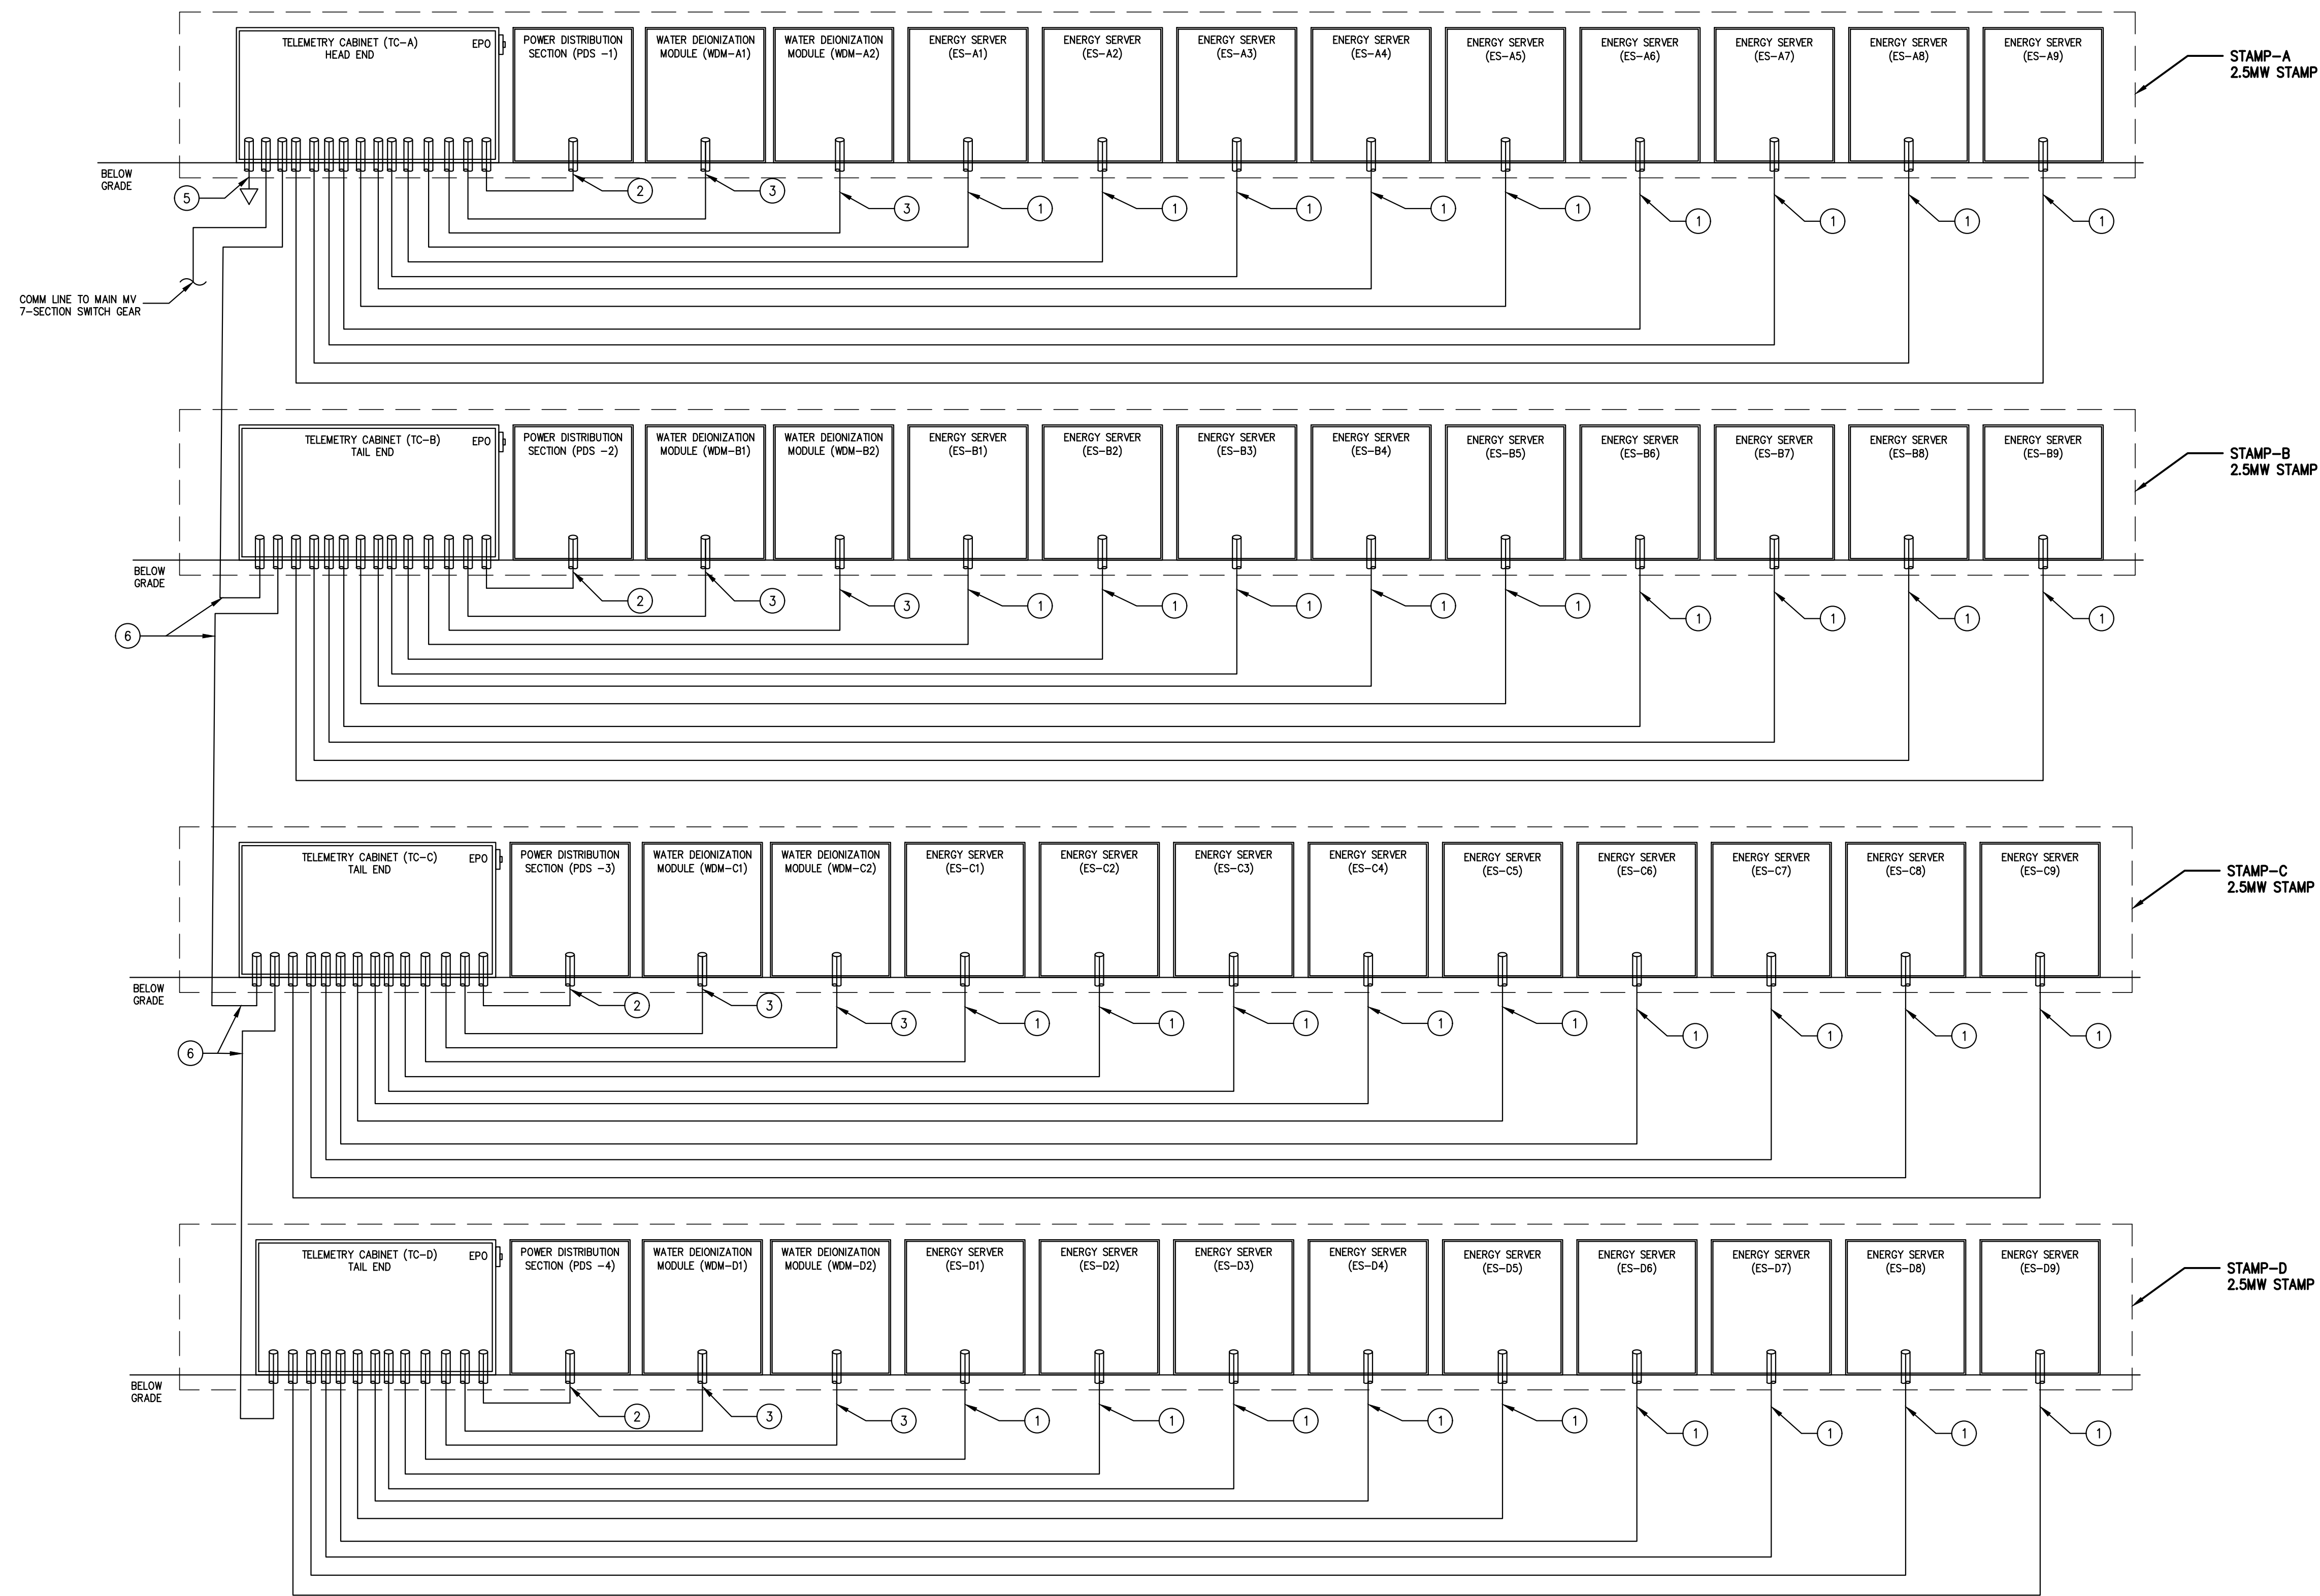 TELEMETRY CABINET (TC-A)
HEAD END
EPO
POWER DISTRIBUTION
SECTION (PDS -1)
WATER DEIONIZATION
MODULE (WDM-A1)
WATER DEIONIZATION
MODULE (WDM-A2)
ENERGY SERVER
(ES-A1)
ENERGY SERVER
(ES-A2)
ENERGY SERVER
(ES-A3)
ENERGY SERVER
(ES-A4)
ENERGY SERVER
(ES-A5)
ENERGY SERVER
(ES-A6)
ENERGY SERVER
(ES-A7)
ENERGY SERVER
(ES-A8)
ENERGY SERVER
(ES-A9)
STAMP-A
2.5MW STAMP
BELOW
GRADE
5
2
3
3
1
1
1
1
1
1
1
1
1
COMM LINE TO MAIN MV
7-SECTION SWITCH GEAR
TELEMETRY CABINET (TC-B)
TAIL END
EPO
POWER DISTRIBUTION
SECTION (PDS -2)
WATER DEIONIZATION
MODULE (WDM-B1)
WATER DEIONIZATION
MODULE (WDM-B2)
ENERGY SERVER
(ES-B1)
ENERGY SERVER
(ES-B2)
ENERGY SERVER
(ES-B3)
ENERGY SERVER
(ES-B4)
ENERGY SERVER
(ES-B5)
ENERGY SERVER
(ES-B6)
ENERGY SERVER
(ES-B7)
ENERGY SERVER
(ES-B8)
ENERGY SERVER
(ES-B9)
STAMP-B
2.5MW STAMP
BELOW
GRADE
6
2
3
3
1
1
1
1
1
1
1
1
1
TELEMETRY CABINET (TC-C)
TAIL END
EPO
POWER DISTRIBUTION
SECTION (PDS -3)
WATER DEIONIZATION
MODULE (WDM-C1)
WATER DEIONIZATION
MODULE (WDM-C2)
ENERGY SERVER
(ES-C1)
ENERGY SERVER
(ES-C2)
ENERGY SERVER
(ES-C3)
ENERGY SERVER
(ES-C4)
ENERGY SERVER
(ES-C5)
ENERGY SERVER
(ES-C6)
ENERGY SERVER
(ES-C7)
ENERGY SERVER
(ES-C8)
ENERGY SERVER
(ES-C9)
STAMP-C
2.5MW STAMP
BELOW
GRADE
6
2
3
3
1
1
1
1
1
1
1
1
1
TELEMETRY CABINET (TC-D)
TAIL END
EPO
POWER DISTRIBUTION
SECTION (PDS -4)
WATER DEIONIZATION
MODULE (WDM-D1)
WATER DEIONIZATION
MODULE (WDM-D2)
ENERGY SERVER
(ES-D1)
ENERGY SERVER
(ES-D2)
ENERGY SERVER
(ES-D3)
ENERGY SERVER
(ES-D4)
ENERGY SERVER
(ES-D5)
ENERGY SERVER
(ES-D6)
ENERGY SERVER
(ES-D7)
ENERGY SERVER
(ES-D8)
ENERGY SERVER
(ES-D9)
STAMP-D
2.5MW STAMP
BELOW
GRADE
2
3
3
1
1
1
1
1
1
1
1
1